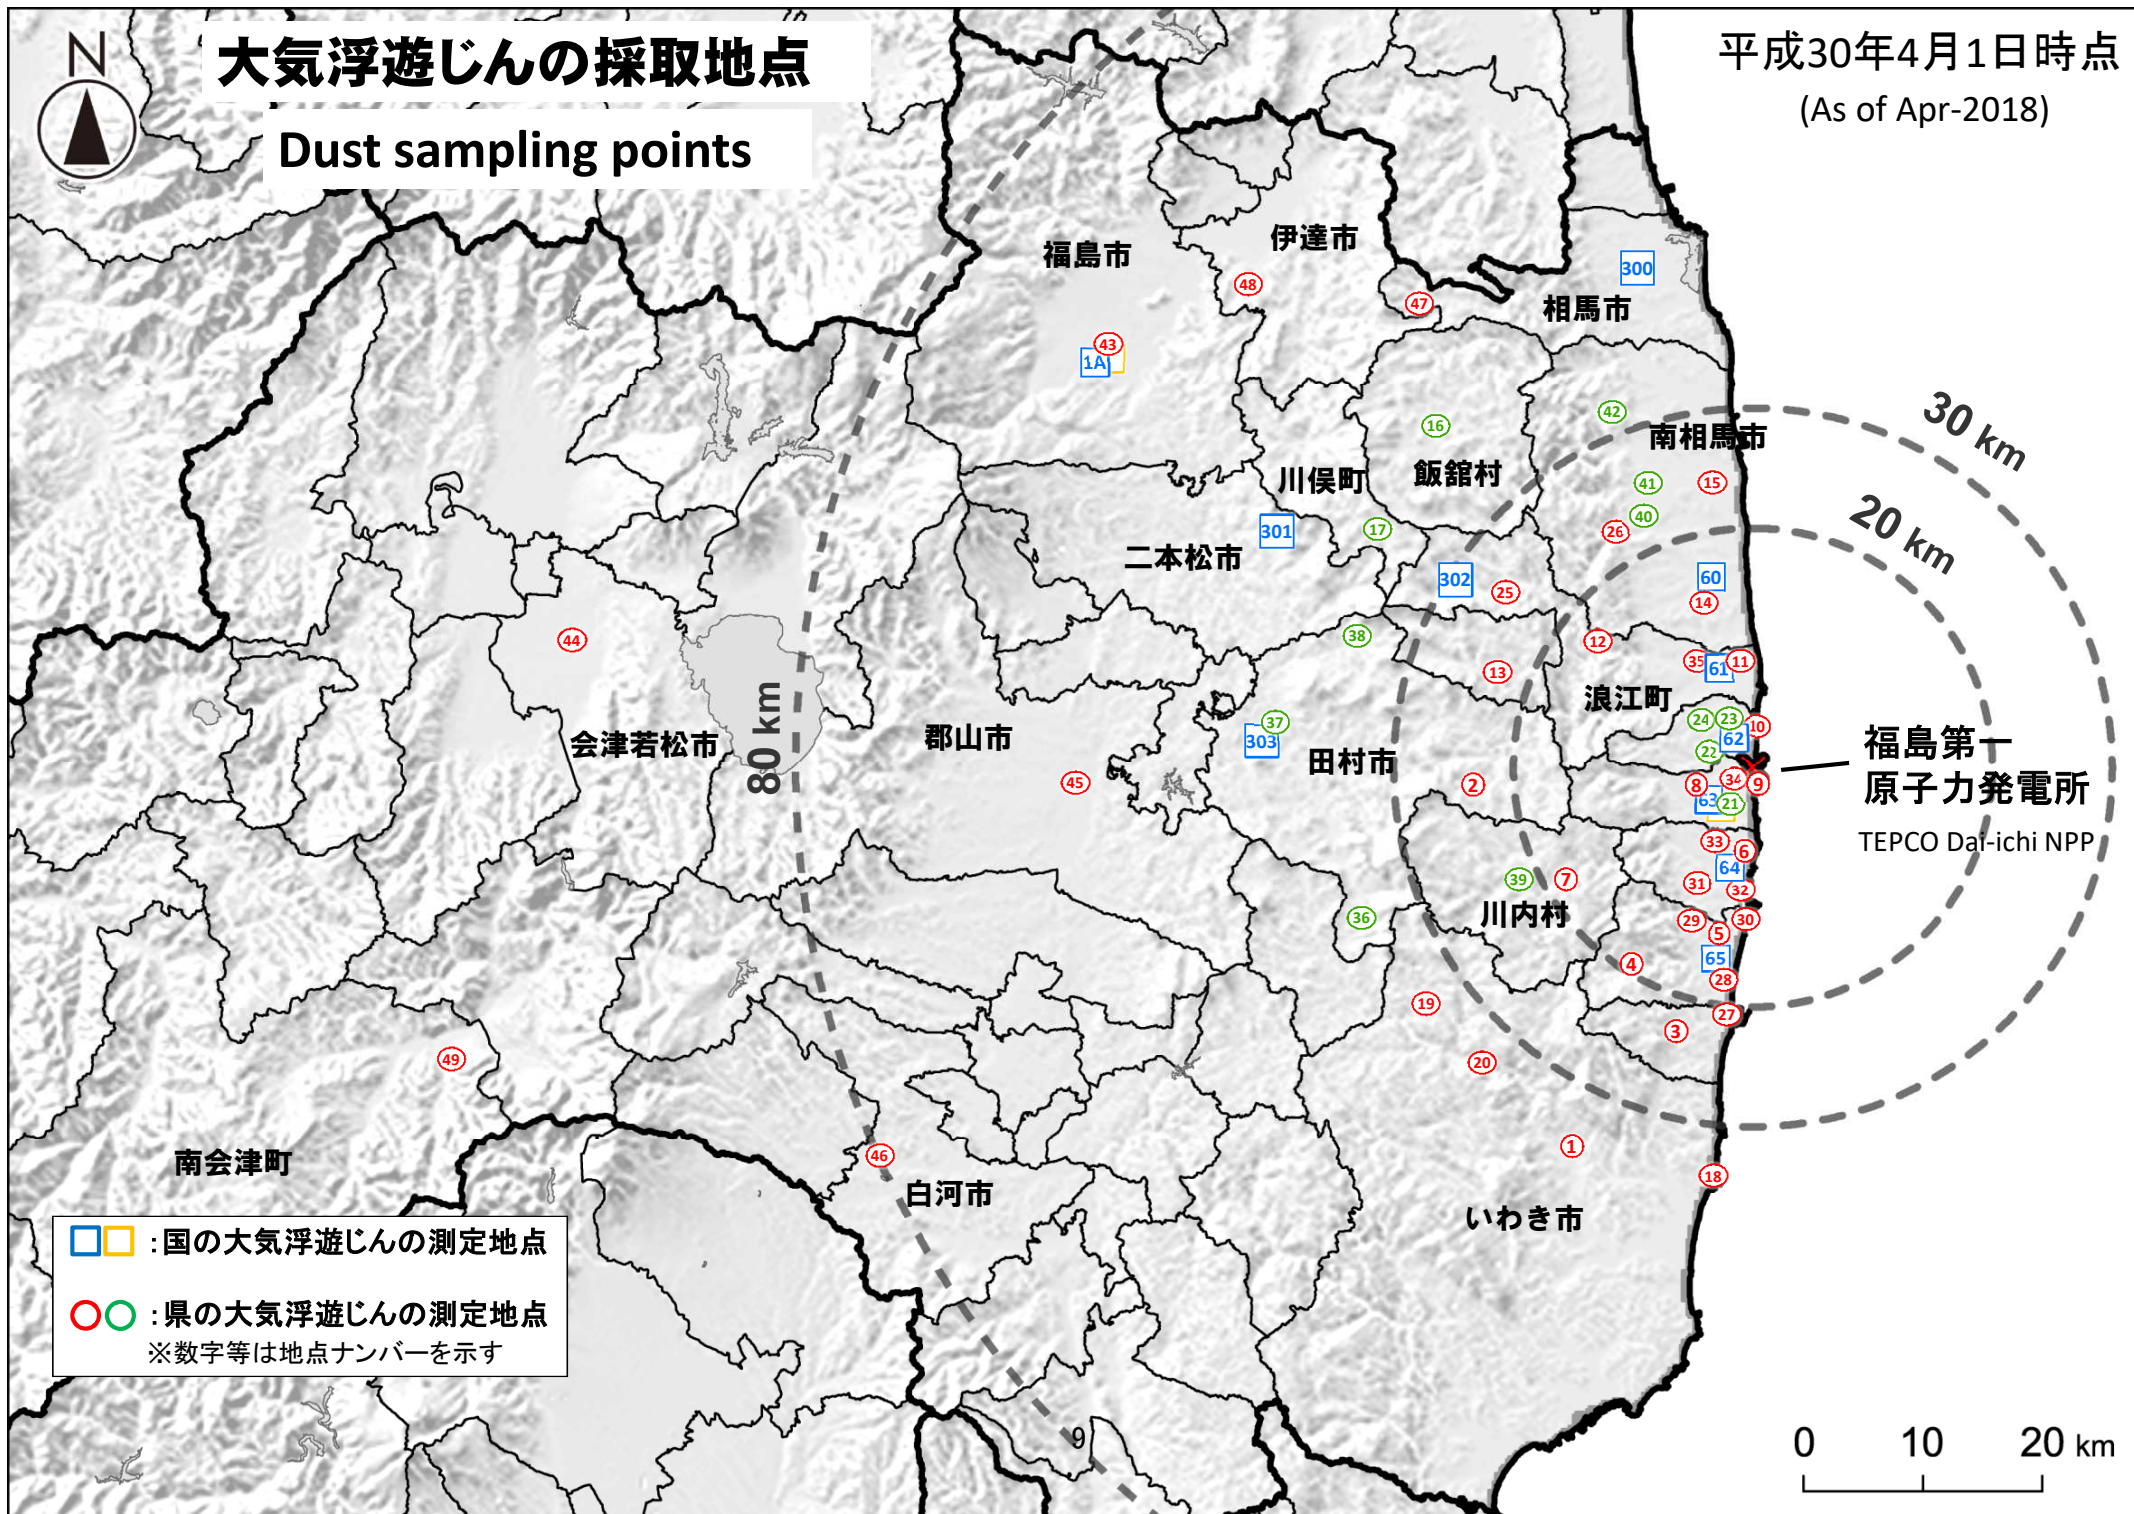 N
大気浮遊じんの採取地点
Dust sampling points
平成30年4月1日時点
(As of Apr-2018)
福島市
伊達市
300
相馬市
48
47
43
1A
30 km
42
16
南相馬市
川俣町
飯舘村
41
15
20 km
40
301
17
26
二本松市
302
60
25
14
44
38
12
35
61
11
13
80 km
浪江町
会津若松市
郡山市
37
303
24
23
10
62
22
田村市
福島第一
原子力発電所
TEPCO Dai-ichi NPP
45
2
8
34
9
63
21
33
6
64
39
7
31
32
川内村
36
29
30
5
4
65
28
19
27
3
49
20
1
46
18
南会津町
白河市
いわき市
：国の大気浮遊じんの測定地点
：県の大気浮遊じんの測定地点
※数字等は地点ナンバーを示す
9
0 10 20 km